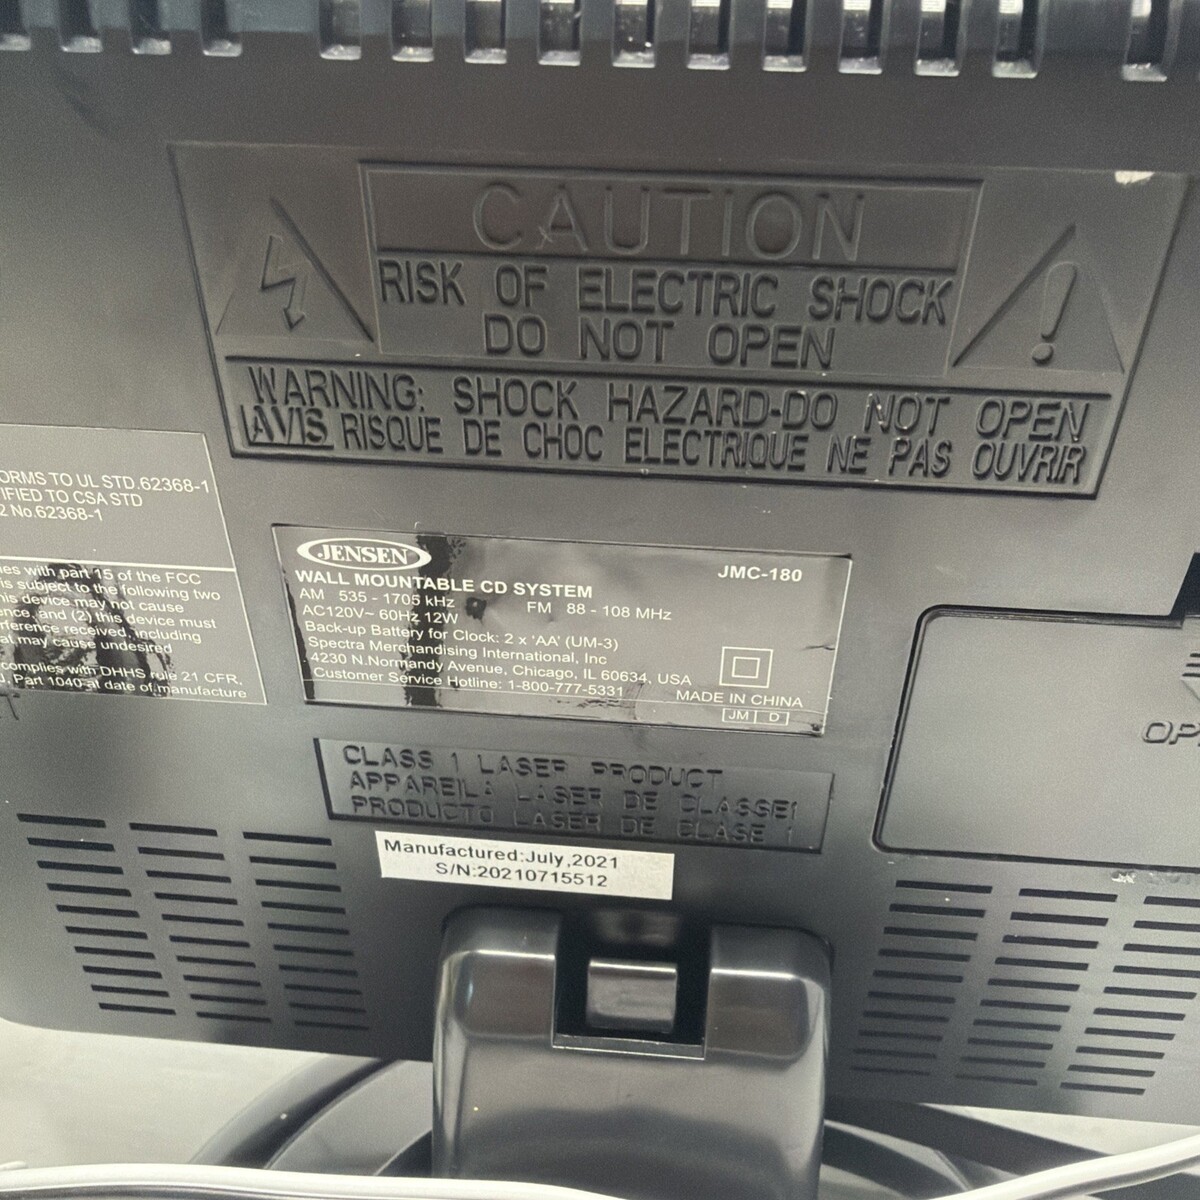 CAUTION
RISK OF ELECTRIC SHOCK
DO NOT OPEN
WARNING: SHOCK HAZARD-DO NOT OPEN
AVIS RISQUE DE CHOC ELECTRIQUE NE PAS OUVRIR
ORMS TO UL STD.62368-1
IFIED TO CSA STD
2 No.62368-1
ies with part 15 of the FCC
is subject to the following two
his device may not cause
ence, and (2) this device must
rference received, including
at may cause undesired
complies with DHHS rule 21 CFR,
J, Part 1040 at date of manufacture
JENSEN
JMC-180
WALL MOUNTABLE CD SYSTEM
AM 535 - 1705 kHz FM 88 - 108 MHz
AC120V~ 60Hz 12W
Back-up Battery for Clock: 2 x 'AA' (UM-3)
Spectra Merchandising International, Inc
4230 N.Normandy Avenue, Chicago, IL 60634, USA
Customer Service Hotline: 1-800-777-5331
MADE IN CHINA
JM D
OP
CLASS 1 LASER PRODUCT
APPAREIL A LASER DE CLASSE1
PRODUCTO LASER DE CLASE 1
Manufactured:July,2021
S/N:20210715512